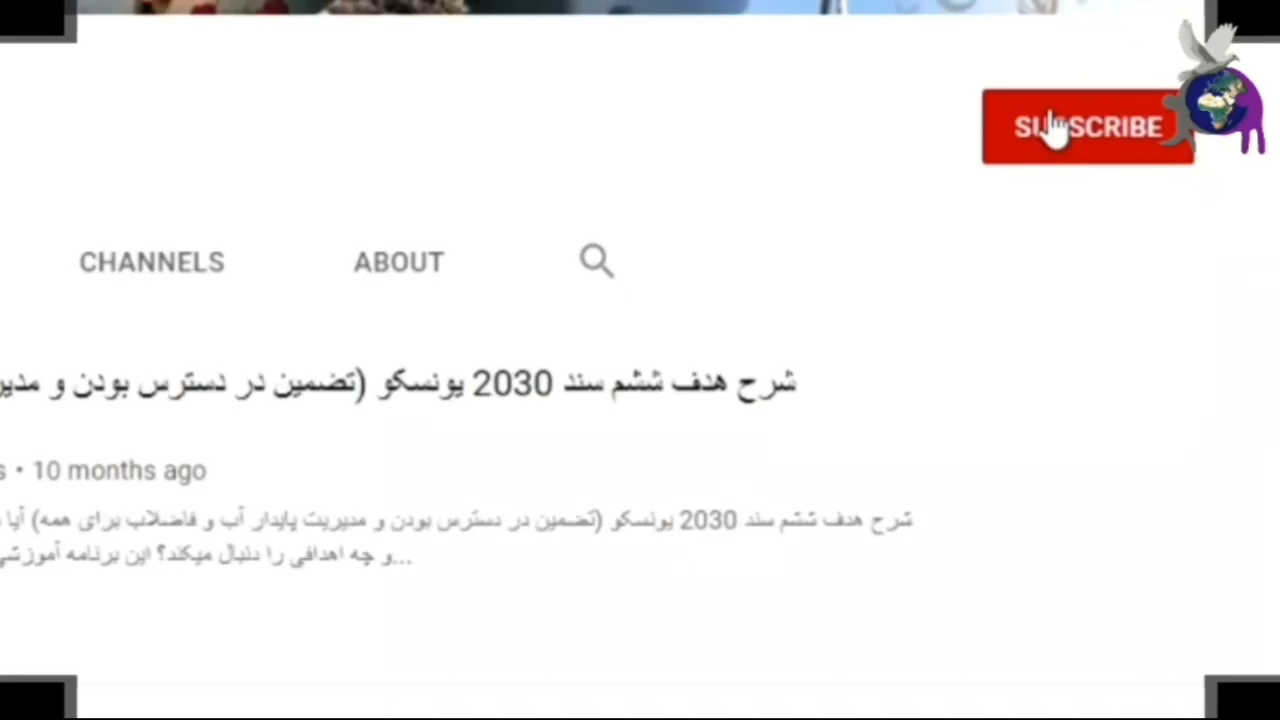 SUBSCRIBE
CHANNELS
ABOUT
شرح هدف ششم سند 2030 یونسکو (تضمین در دسترس بودن و
10 months ago
شرح هدف ششم سند 2030 یونسکو (تضمین در دسترس بودن و مدیریت پایدار آب و فاضلاب برای همه) آیا
و چه اهدافی را دنبال میکند؟ این برنامه آموزشی...